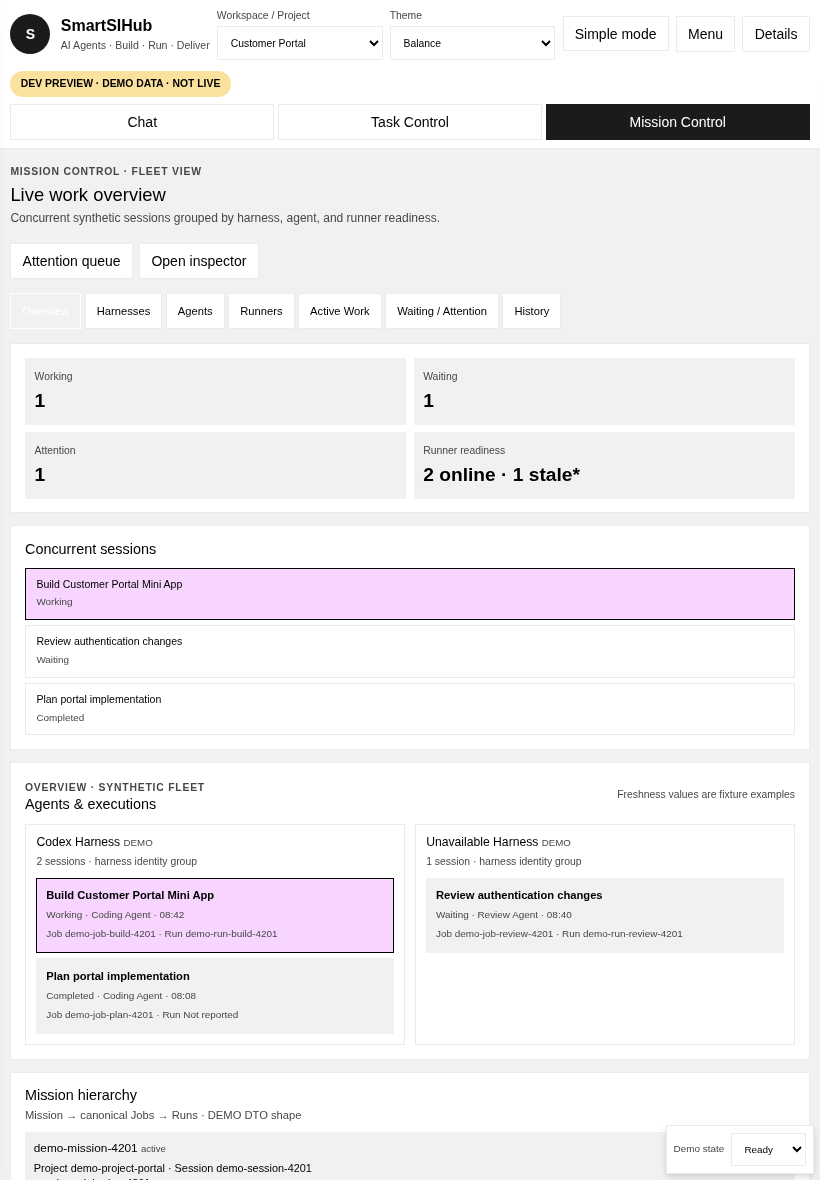 S
SmartSIHub
AI Agents · Build · Run · Deliver
Workspace / Project
Customer Portal
Theme
Balance
Simple mode
Menu
Details
DEV PREVIEW · DEMO DATA · NOT LIVE
Chat
Task Control
Mission Control
MISSION CONTROL · FLEET VIEW
Live work overview
Concurrent synthetic sessions grouped by harness, agent, and runner readiness.
Attention queue
Open inspector
Overview
Harnesses
Agents
Runners
Active Work
Waiting / Attention
History
Working
1
Waiting
1
Attention
1
Runner readiness
2 online · 1 stale*
Concurrent sessions
Build Customer Portal Mini App
Working
Review authentication changes
Waiting
Plan portal implementation
Completed
OVERVIEW · SYNTHETIC FLEET
Agents & executions
Freshness values are fixture examples
Codex Harness DEMO
2 sessions · harness identity group
Build Customer Portal Mini App
Working · Coding Agent · 08:42
Job demo-job-build-4201 · Run demo-run-build-4201
Plan portal implementation
Completed · Coding Agent · 08:08
Job demo-job-plan-4201 · Run Not reported
Unavailable Harness DEMO
1 session · harness identity group
Review authentication changes
Waiting · Review Agent · 08:40
Job demo-job-review-4201 · Run demo-run-review-4201
Mission hierarchy
Mission → canonical Jobs → Runs · DEMO DTO shape
demo-mission-4201 active
Project demo-project-portal · Session demo-session-4201
Demo state
Ready